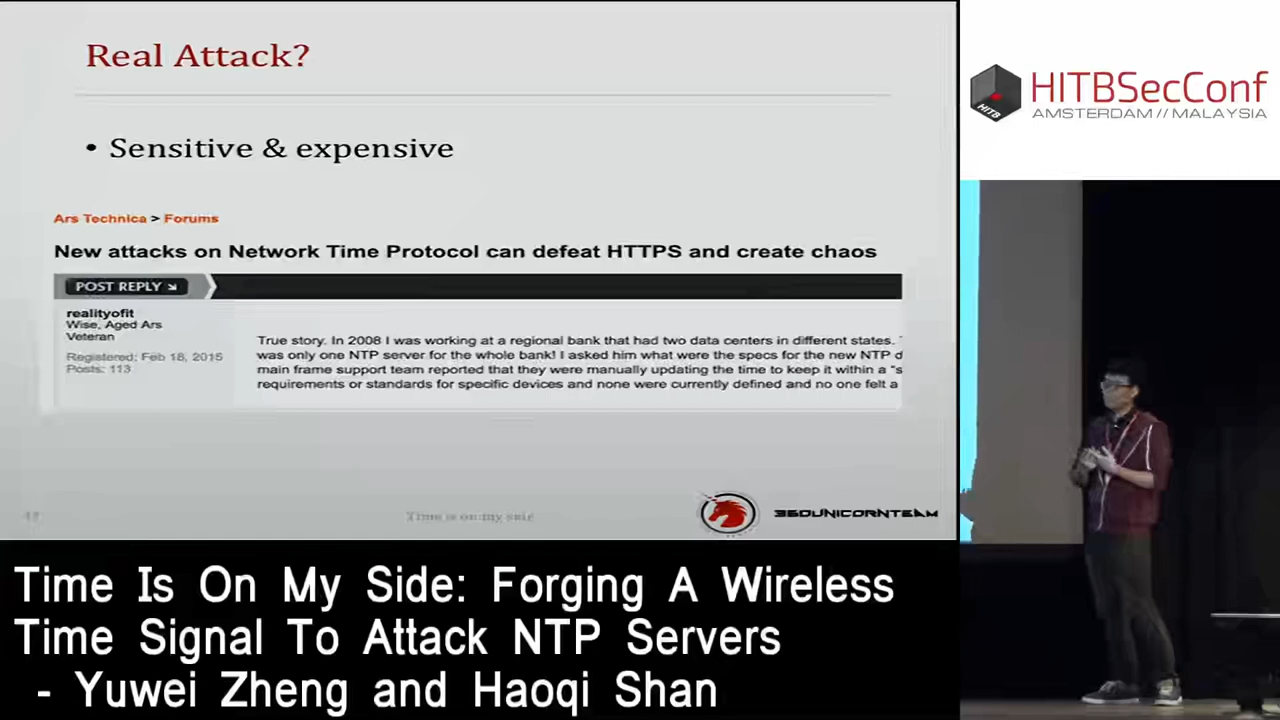 Real Attack?
• Sensitive & expensive
Ars Technica > Forums
New attacks on Network Time Protocol can defeat HTTPS and create chaos
POST REPLY
realityofit
Wise, Aged Ars
Veteran
Registered: Feb 18, 2015
Posts: 113
True story. In 2008 I was working at a regional bank that had two data centers in different states.
was only one NTP server for the whole bank! I asked him what were the specs for the new NTP d
main frame support team reported that they were manually updating the time to keep it within a "s
requirements or standards for specific devices and none were currently defined and no one felt a
Time is on my side
360UNICORNTEAM
HITBSecConf
HITB
AMSTERDAM // MALAYSIA
Time Is On My Side: Forging A Wireless
Time Signal To Attack NTP Servers
- Yuwei Zheng and Haoqi Shan